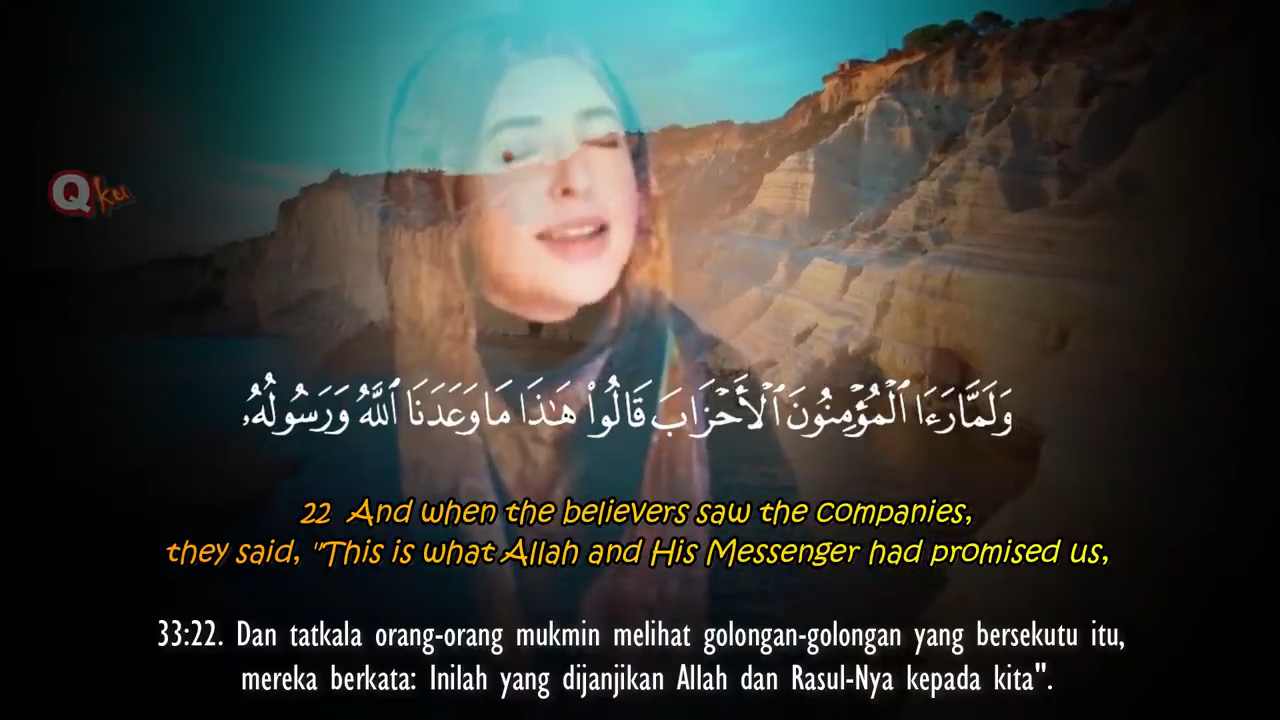 Qku
وَلَمَّا رَءَا ٱلْمُؤْمِنُونَ ٱلْأَحْزَابَ قَالُوا۟ هَـٰذَا مَا وَعَدَنَا ٱللَّهُ وَرَسُولُهُۥ
22 And when the believers saw the companies,
they said, "This is what Allah and His Messenger had promised us,
33:22. Dan tatkala orang-orang mukmin melihat golongan-golongan yang bersekutu itu,
mereka berkata: Inilah yang dijanjikan Allah dan Rasul-Nya kepada kita".